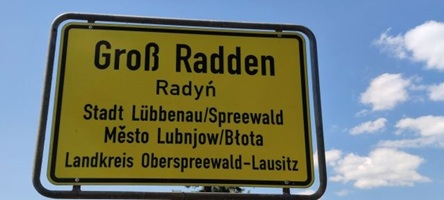 Groß Radden
Radyń
Stadt Lübbenau/Spreewald
Město Lubnjow/Błota
Landkreis Oberspreewald-Lausitz